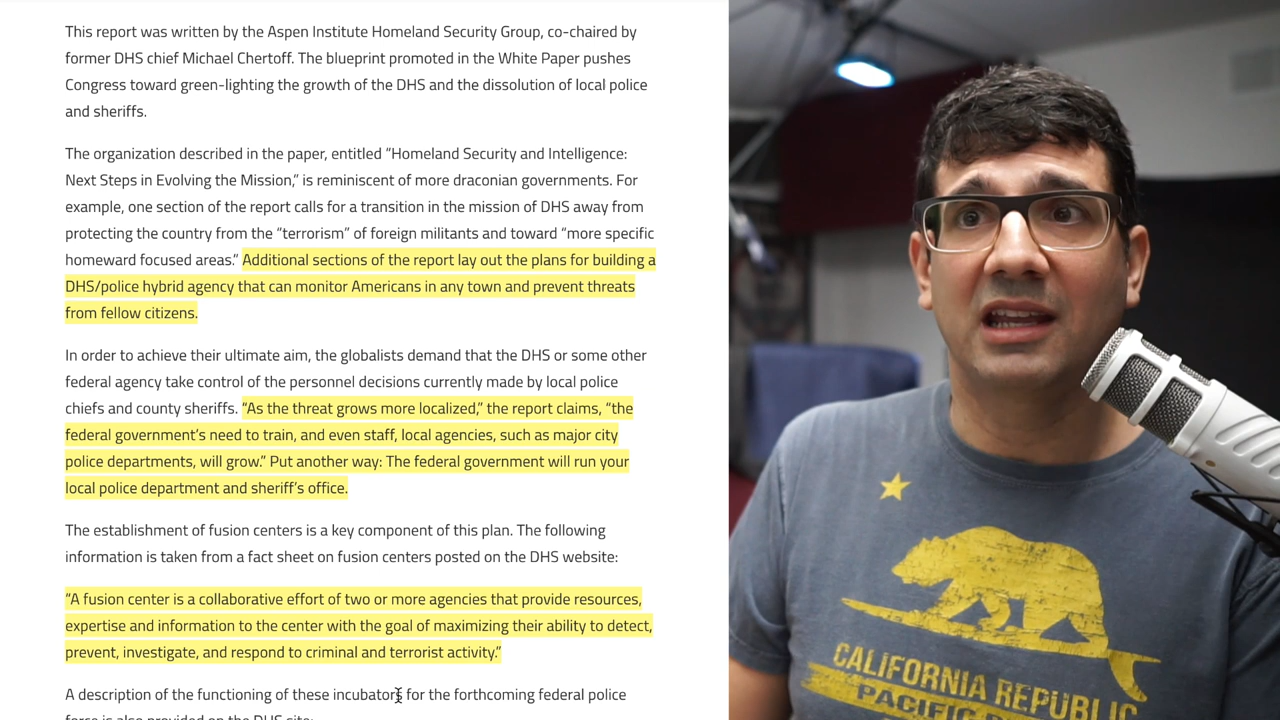 This report was written by the Aspen Institute Homeland Security Group, co-chaired by
former DHS chief Michael Chertoff. The blueprint promoted in the White Paper pushes
Congress toward green-lighting the growth of the DHS and the dissolution of local police
and sheriffs.
The organization described in the paper, entitled “Homeland Security and Intelligence:
Next Steps in Evolving the Mission,” is reminiscent of more draconian governments. For
example, one section of the report calls for a transition in the mission of DHS away from
protecting the country from the “terrorism” of foreign militants and toward “more specific
homeward focused areas.” Additional sections of the report lay out the plans for building a
DHS/police hybrid agency that can monitor Americans in any town and prevent threats
from fellow citizens.
In order to achieve their ultimate aim, the globalists demand that the DHS or some other
federal agency take control of the personnel decisions currently made by local police
chiefs and county sheriffs. “As the threat grows more localized,” the report claims, “the
federal government’s need to train, and even staff, local agencies, such as major city
police departments, will grow.” Put another way: The federal government will run your
local police department and sheriff’s office.
The establishment of fusion centers is a key component of this plan. The following
information is taken from a fact sheet on fusion centers posted on the DHS website:
“A fusion center is a collaborative effort of two or more agencies that provide resources,
expertise and information to the center with the goal of maximizing their ability to detect,
prevent, investigate, and respond to criminal and terrorist activity.”
A description of the functioning of these incubators for the forthcoming federal police
force is also provided on the DHS site:
CALIFORNIA REPUBLIC
PACIFIC